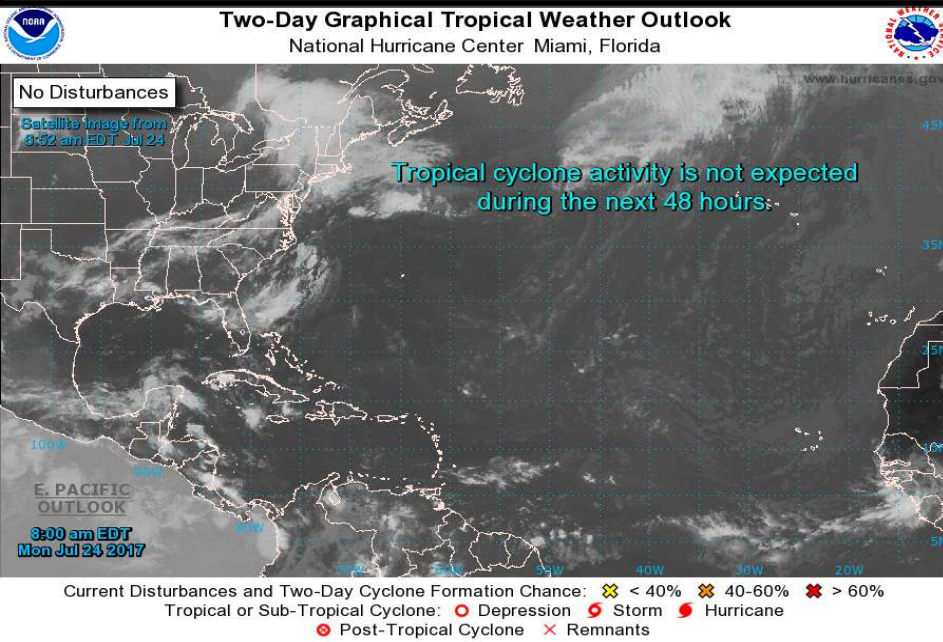 Two-Day Graphical Tropical Weather Outlook
National Hurricane Center Miami, Florida
NOAA
www.hurricanes.gov
No Disturbances
Satellite Image from
8:52 am EDT Jul 24
45N
Tropical cyclone activity is not expected
during the next 48 hours.
35N
25N
100W
15N
90W
E. PACIFIC
OUTLOOK
80W
8:00 am EDT
Mon Jul 24 2017
5N
70W 60W 50W 40W 30W 20W
Current Disturbances and Two-Day Cyclone Formation Chance: < 40% 40-60% > 60%
Tropical or Sub-Tropical Cyclone: Depression Storm Hurricane
Post-Tropical Cyclone Remnants